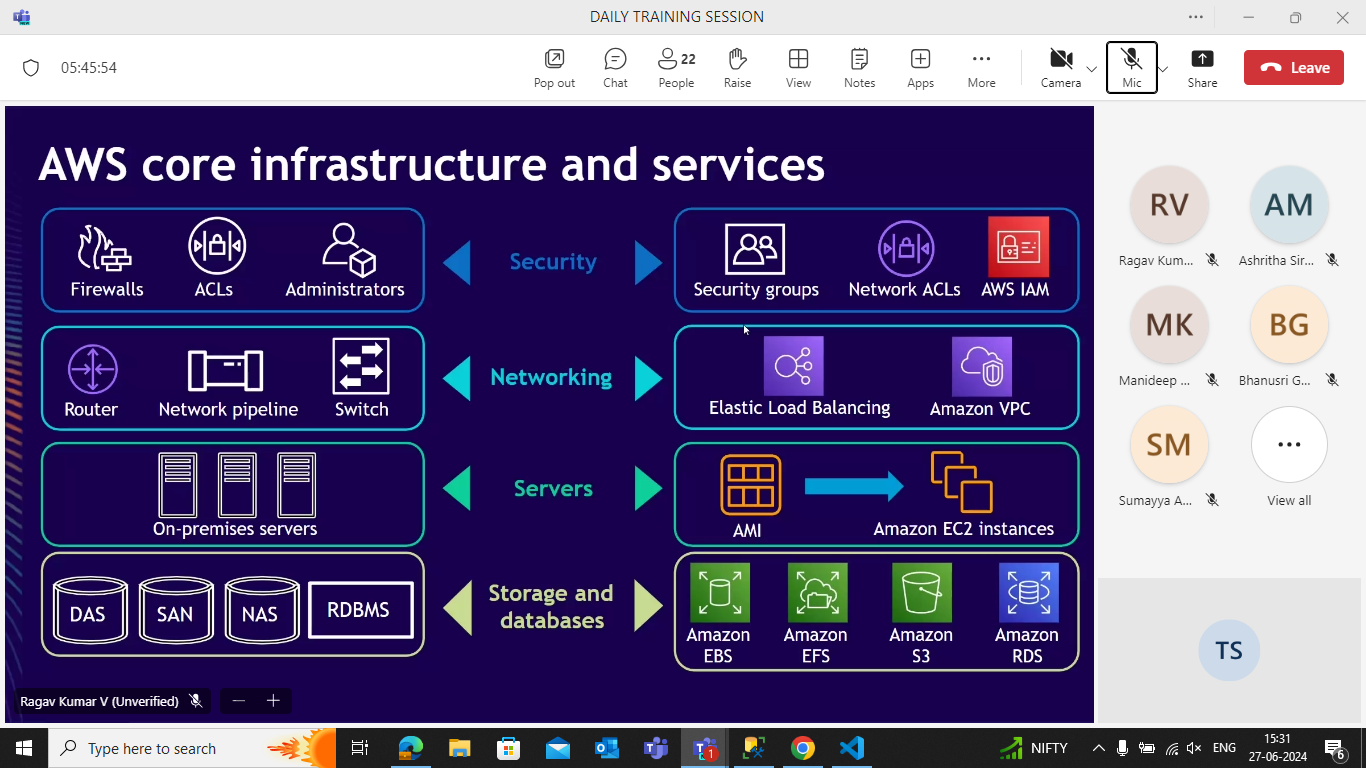 DAILY TRAINING SESSION
05:45:54
Pop out
Chat
22
People
Raise
View
Notes
Apps
More
Camera
Mic
Share
Leave
AWS core infrastructure and services
Firewalls
ACLs
Administrators
Security
Security groups
Network ACLs
AWS IAM
Router
Network pipeline
Switch
Networking
Elastic Load Balancing
Amazon VPC
On-premises servers
Servers
AMI
Amazon EC2 instances
DAS
SAN
NAS
RDBMS
Storage and
databases
Amazon
EBS
Amazon
EFS
Amazon
S3
Amazon
RDS
Ragav Kumar V (Unverified)
RV
Ragav Kum...
AM
Ashritha Sir...
MK
Manideep ...
BG
Bhanusri G...
SM
Sumayya A...
View all
TS
Type here to search
1
NIFTY
ENG
15:31
27-06-2024
6